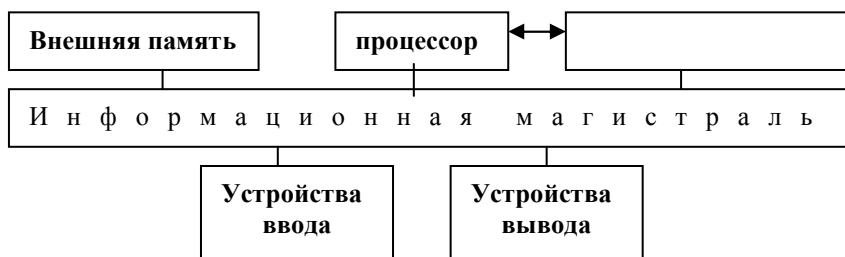 Внешняя память
процессор
Информационная магистраль
Устройства
ввода
Устройства
вывода